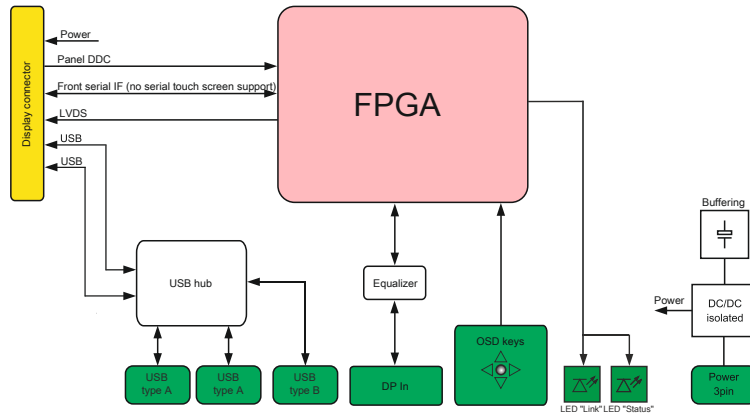 Power
Panel DDC
Front serial IF (no serial touch screen support)
LVDS
USB
USB
Display connector
FPGA
Buffering
USB hub
Equalizer
Power
DC/DC
isolated
OSD keys
USB
type A
USB
type A
USB
type B
DP In
Power
3pin
LED "Link"
LED "Status"